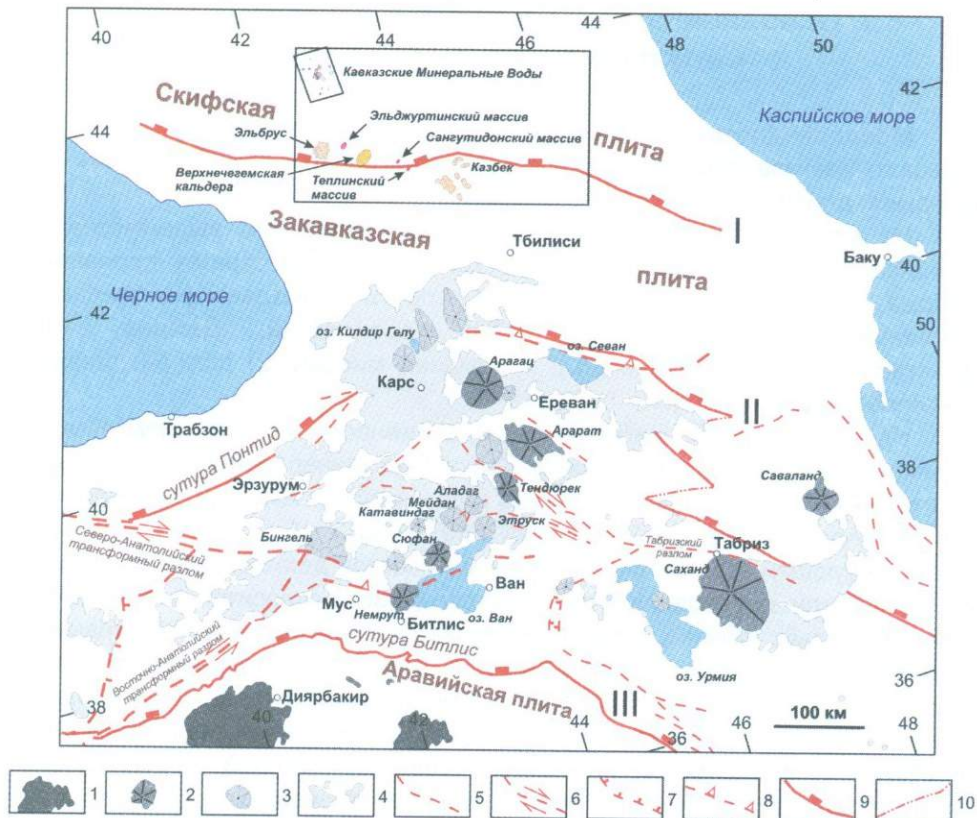 40
42
44
46
48
50
Кавказские Минеральные Воды
42
Скифская
Каспийское море
44
Эльджуртинский массив
Эльбрус
Сангутидонский массив
плита
Верхнечегемская
кальдера
Казбек
Теплинский
массив
I
Закавказская
Тбилиси
Баку
40
плита
Черное море
42
50
оз. Килдир Гелу
оз. Севан
Арагац
Карс
Ереван
II
Трабзон
Арарат
сутура Понтид
38
Саваланд
Эрзурум
Аладаг
Тендюрек
Мейдан
40
Катавиндаг
Этруск
Бингель
Сюфан
Северо-Анатолийский
трансформный разлом
Табризский
разлом
Табриз
Саханд
Ван
Мус
Немрут
Битлис
оз. Ван
сутура Битлис
Восточно-Анатолийский
трансформный разлом
оз. Урмия
36
Аравийская плита
III
38
Диярбакир
100 км
40
42
44
36
46
48
1 2 3 4 5 6 7 8 9 10